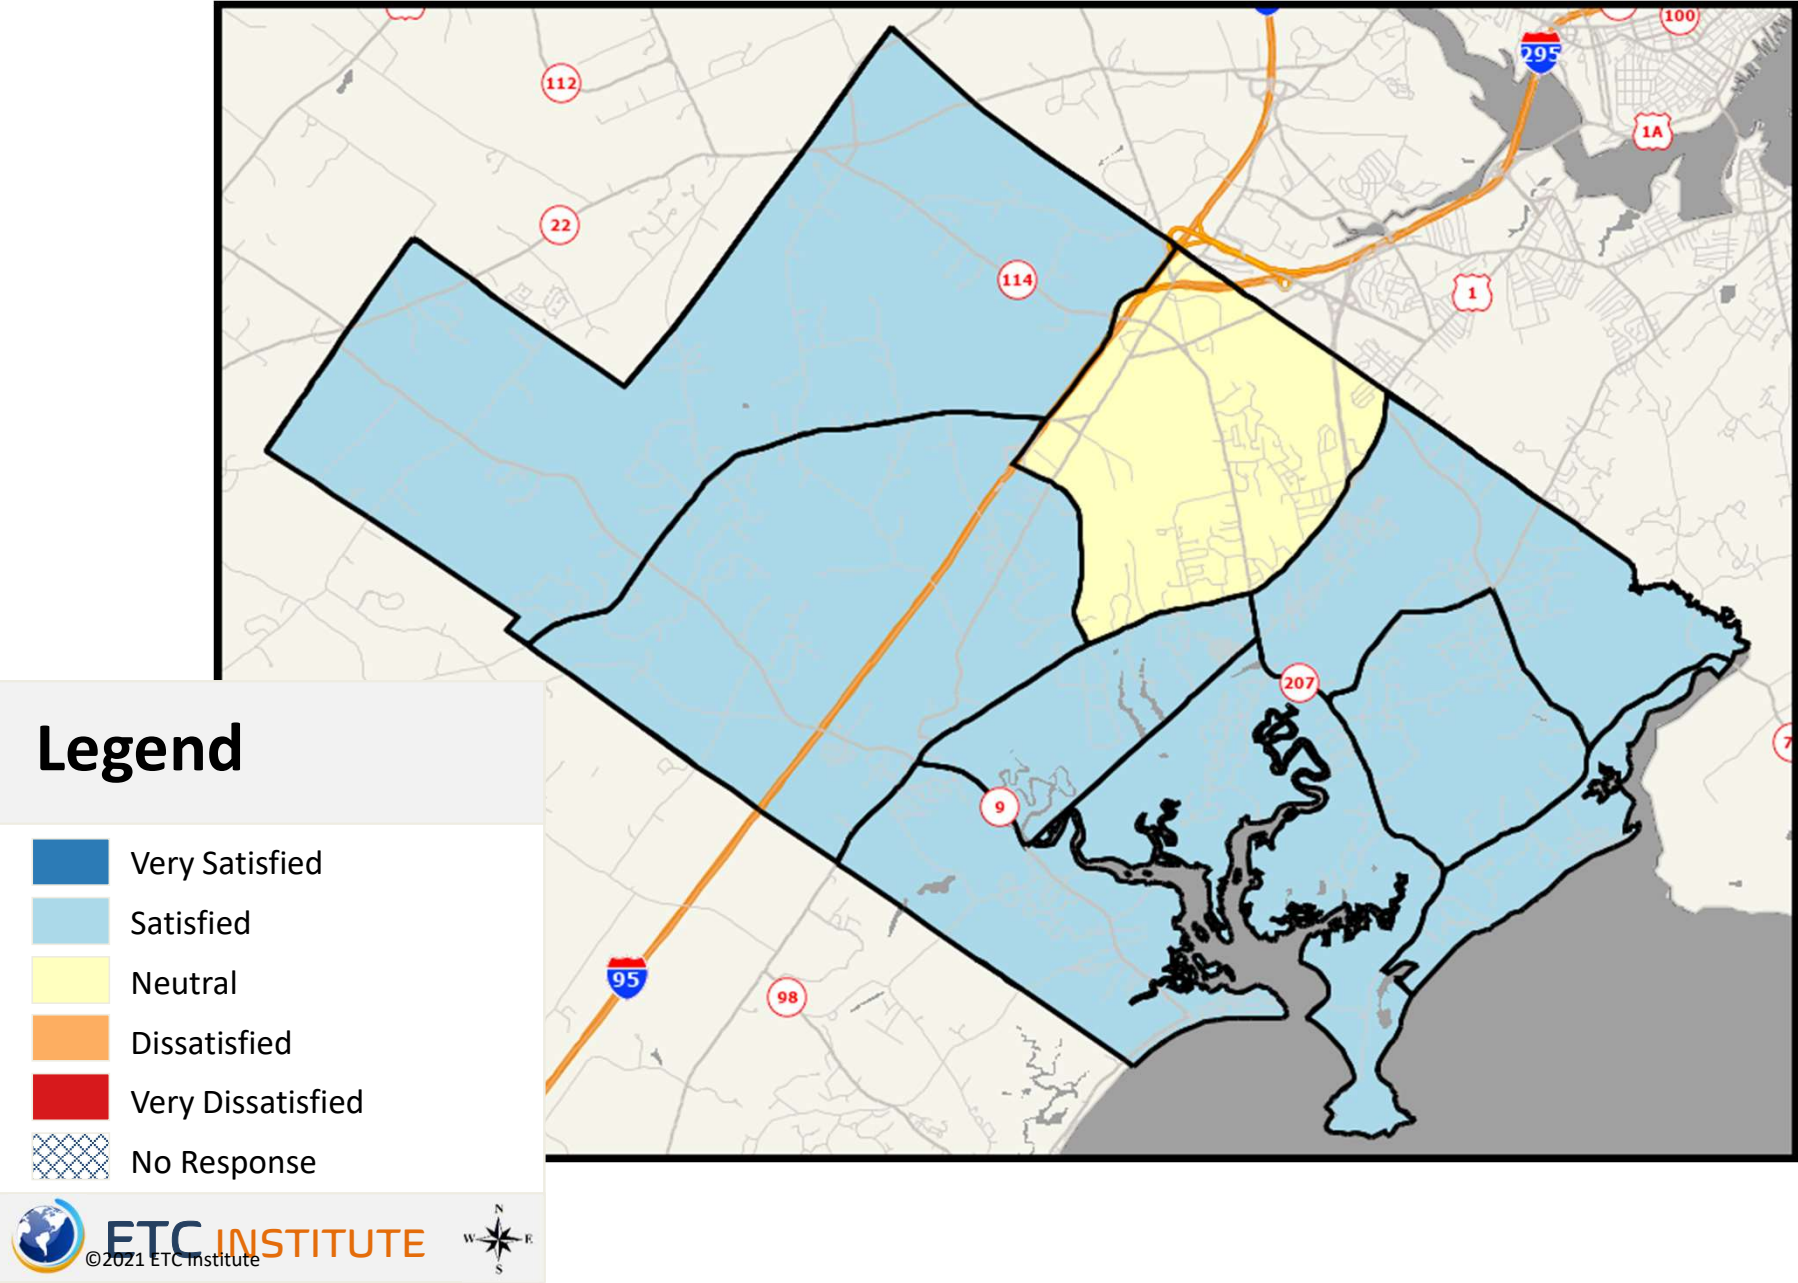 100
295
112
1A
22
114
1
207
7
9
95
98
Legend
Very Satisfied
Satisfied
Neutral
Dissatisfied
Very Dissatisfied
No Response
ETC INSTITUTE
©2021 ETC Institute
N
W E
S